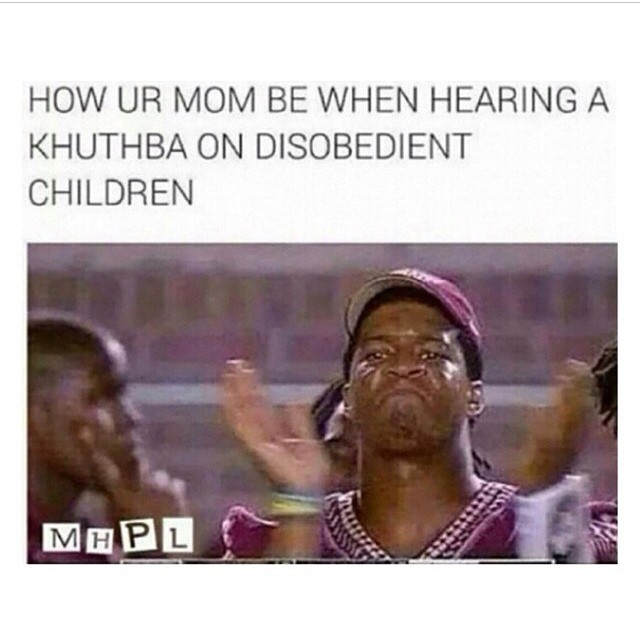 HOW UR MOM BE WHEN HEARING A
KHUTHBA ON DISOBEDIENT
CHILDREN
MHPL